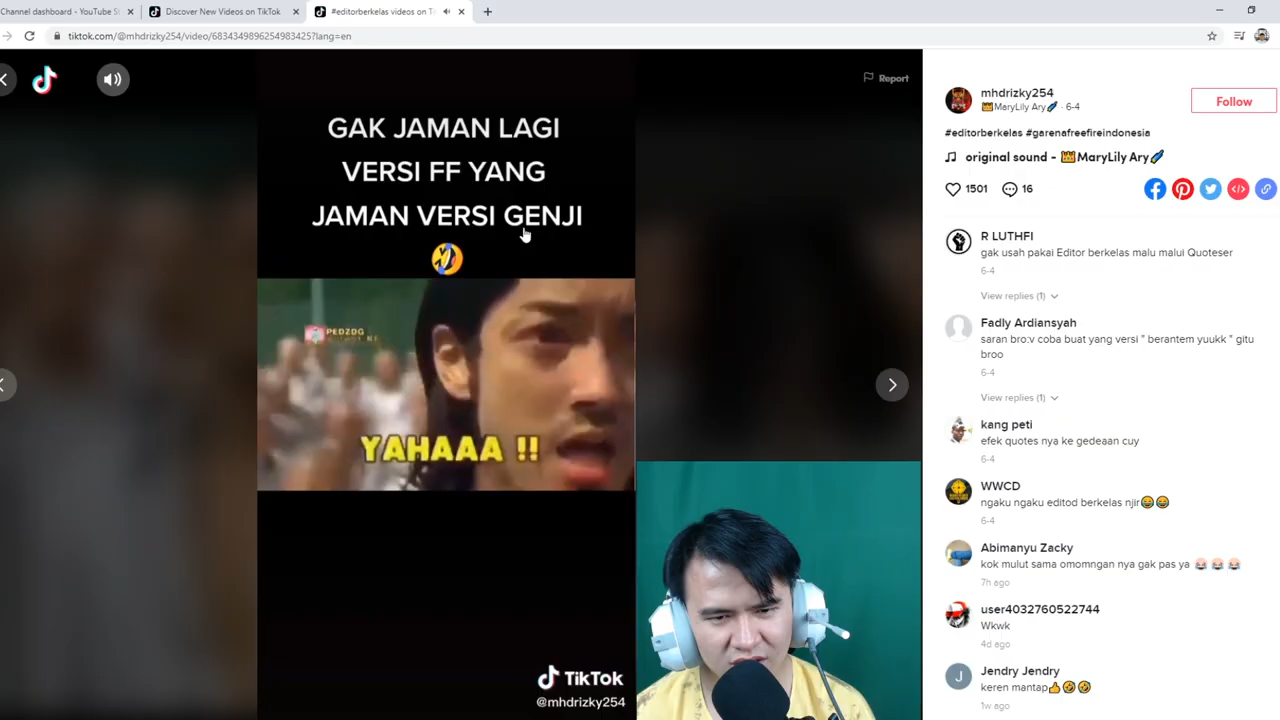 Channel dashboard - YouTube St
Discover New Videos on TikTok
#editorberkelas videos on T
tiktok.com/@mhdrizky254/video/6834349896254983425?lang=en
Report
GAK JAMAN LAGI
VERSI FF YANG
JAMAN VERSI GENJI
PEDZDG
YAHAAA !!
TikTok
@mhdrizky254
mhdrizky254
MaryLily Ary · 6-4
Follow
#editorberkelas #garenafreefireindonesia
original sound - MaryLily Ary
1501
16
R LUTHFI
gak usah pakai Editor berkelas malu malui Quoteser
6-4
View replies (1)
Fadly Ardiansyah
saran bro:v coba buat yang versi " berantem yuukk " gitu
broo
6-4
View replies (1)
kang peti
efek quotes nya ke gedeaan cuy
6-4
WWCD
ngaku ngaku editod berkelas njir😂😂
6-4
Abimanyu Zacky
kok mulut sama omomngan nya gak pas ya
7h ago
user4032760522744
Wkwk
4d ago
J
Jendry Jendry
keren mantap👍🤣🤣
1w ago